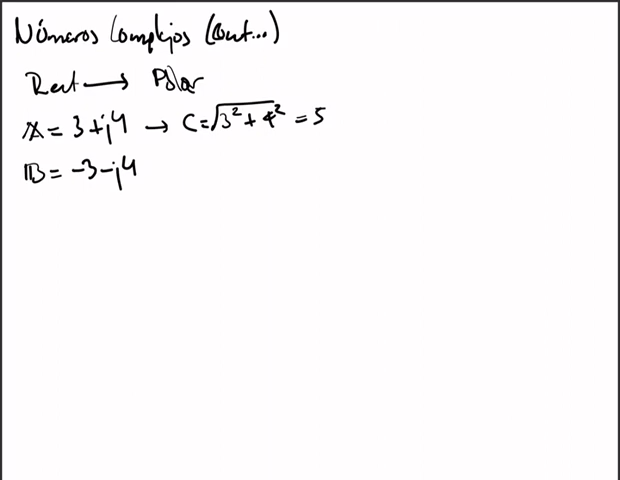 Números Complejos (Cont...)
Rect → Polar
A = 3 + j4 → C = √3² + 4² = 5
B = -3 - j4